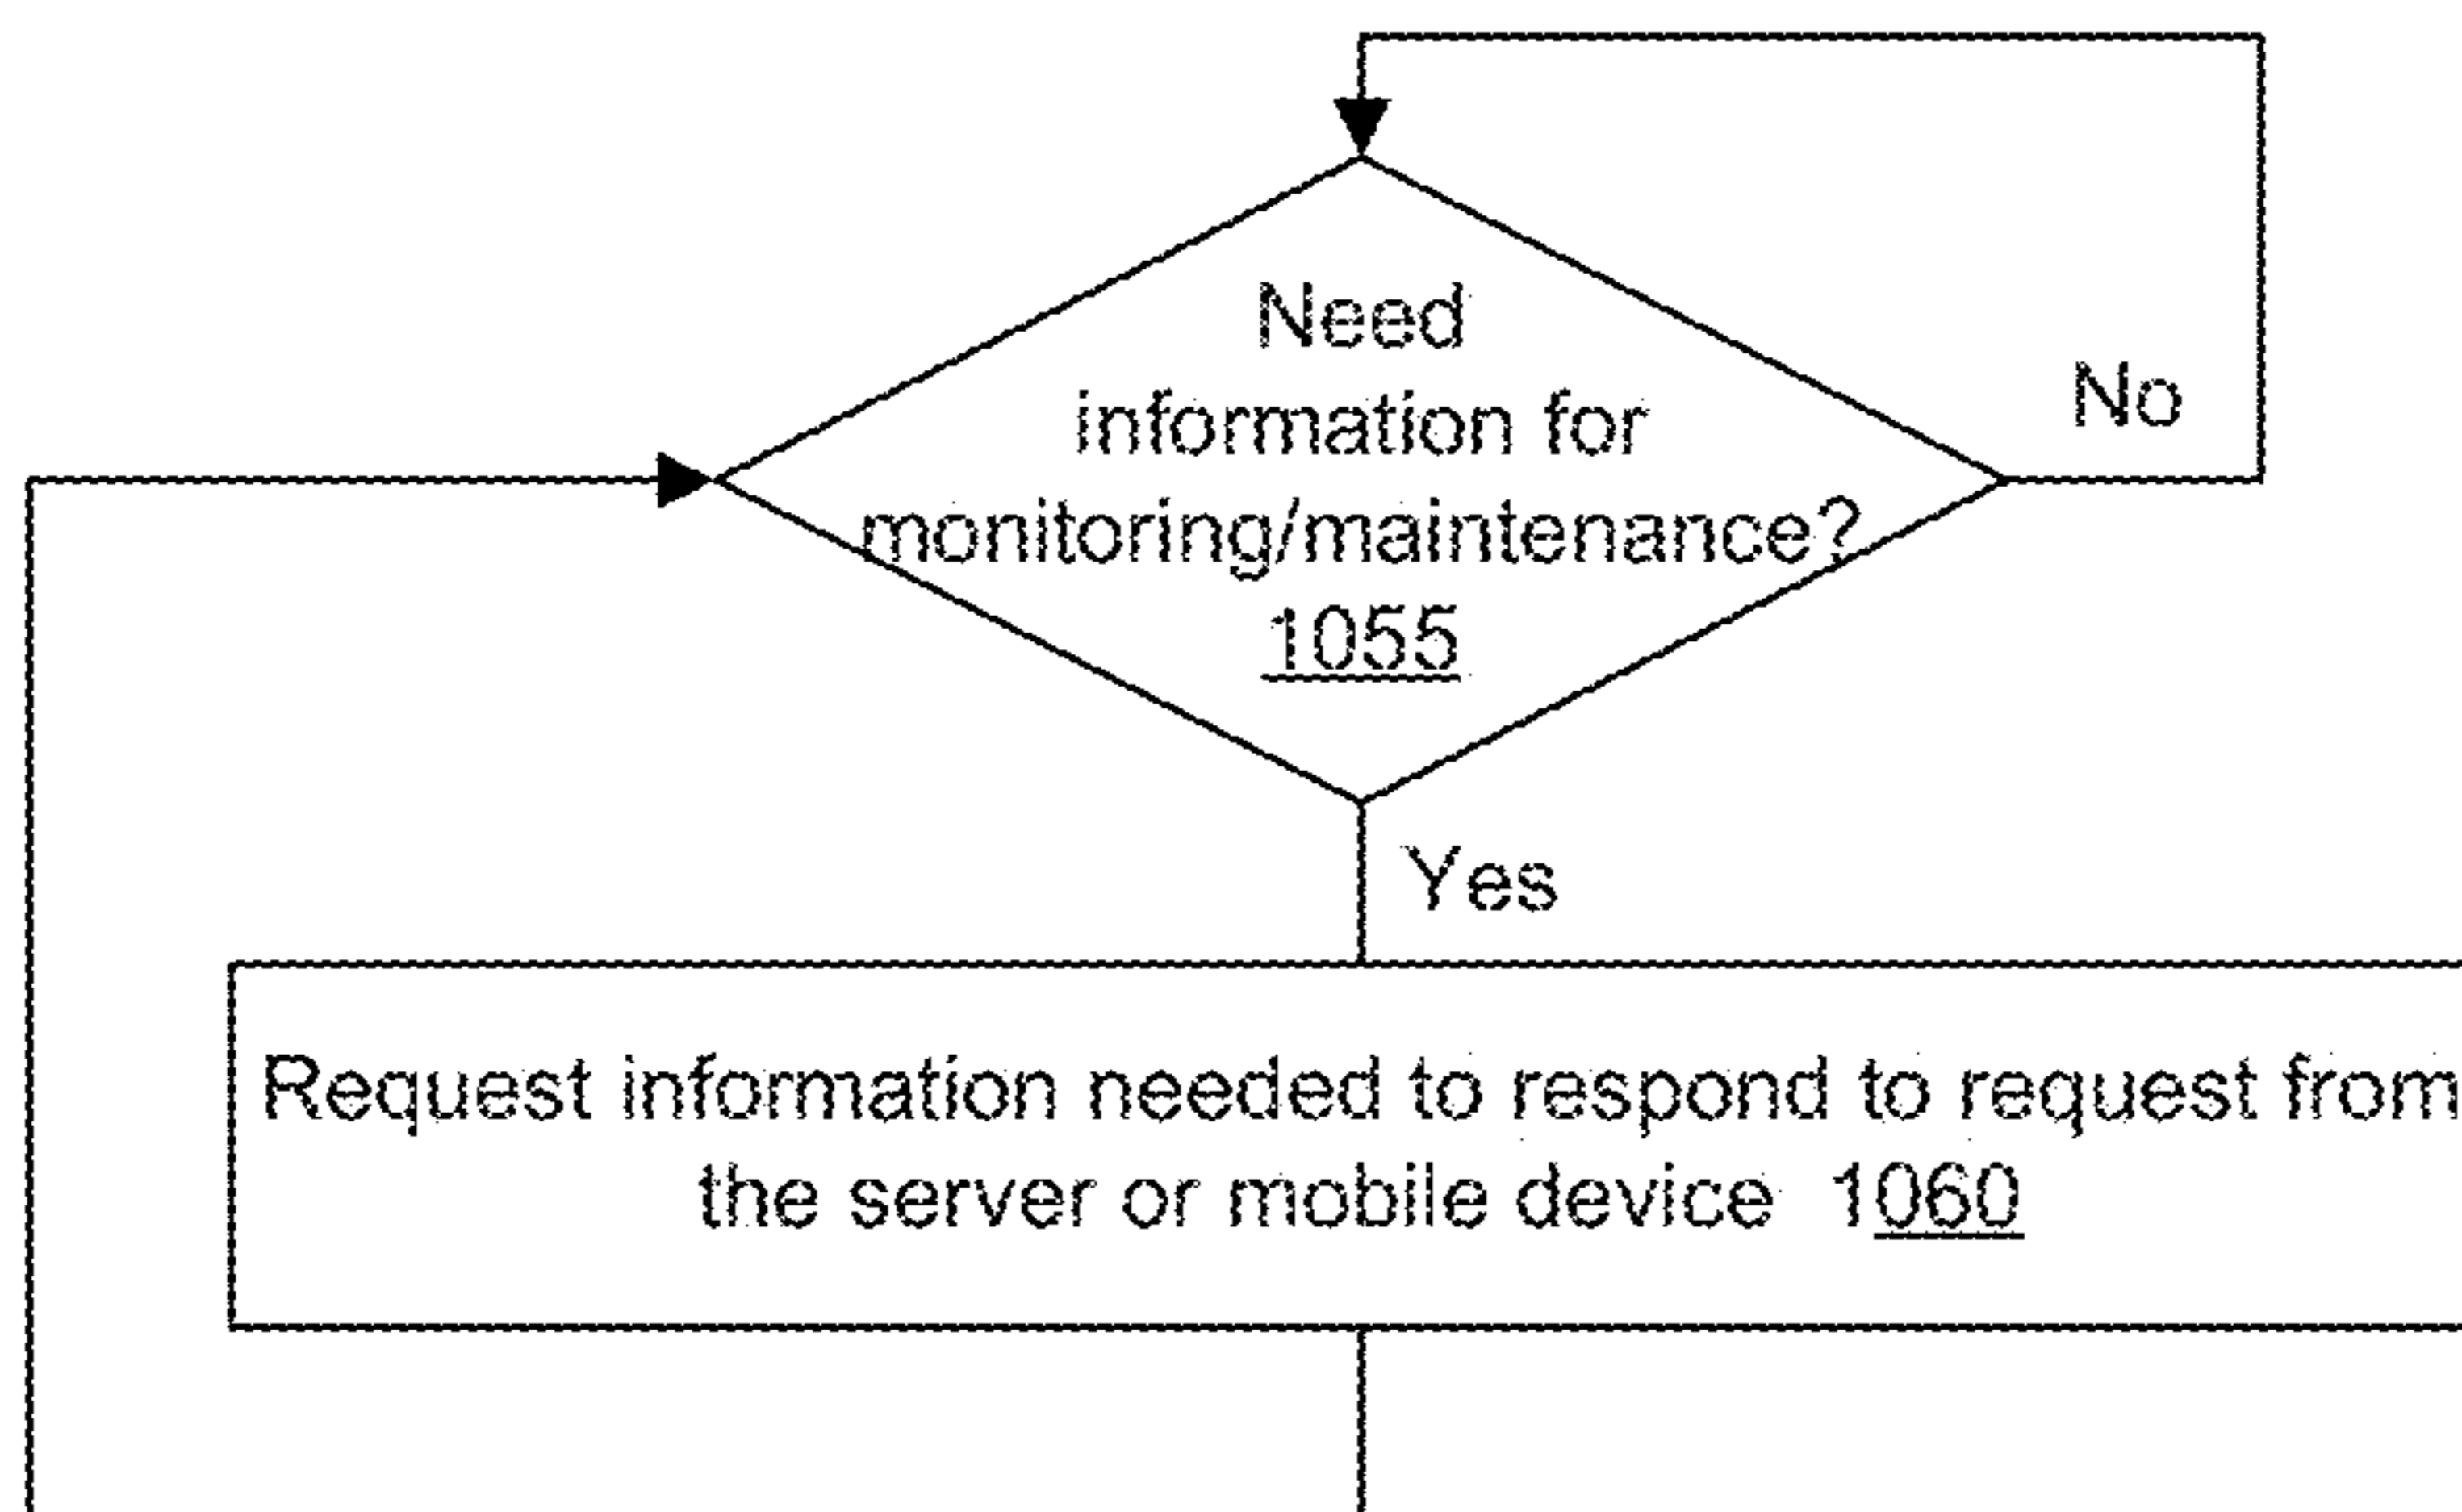 Need
information for
monitoring/maintenance?
1055
No
Yes
Request information needed to respond to request from
the server or mobile device 1060